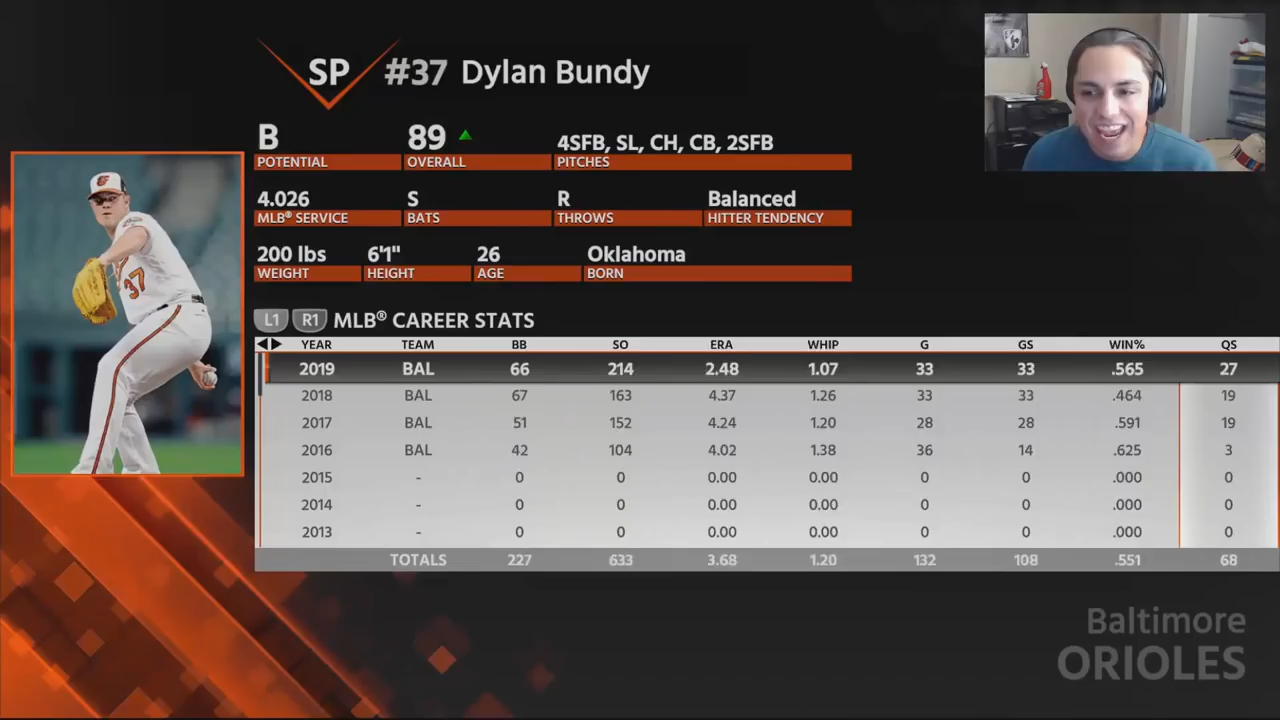 SP #37 Dylan Bundy
B 89 4SFB, SL, CH, CB, 2SFB
POTENTIAL OVERALL PITCHES
4.026 S R Balanced
MLB® SERVICE BATS THROWS HITTER TENDENCY
200 lbs 6'1" 26 Oklahoma
WEIGHT HEIGHT AGE BORN
L1 R1 MLB® CAREER STATS
YEAR TEAM BB SO ERA WHIP G GS WIN% QS
2019 BAL 66 214 2.48 1.07 33 33 .565 27
2018 BAL 67 163 4.37 1.26 33 33 .464 19
2017 BAL 51 152 4.24 1.20 28 28 .591 19
2016 BAL 42 104 4.02 1.38 36 14 .625 3
2015 - 0 0 0.00 0.00 0 0 .000 0
2014 - 0 0 0.00 0.00 0 0 .000 0
2013 - 0 0 0.00 0.00 0 0 .000 0
TOTALS 227 633 3.68 1.20 132 108 .551 68
37
Baltimore
ORIOLES